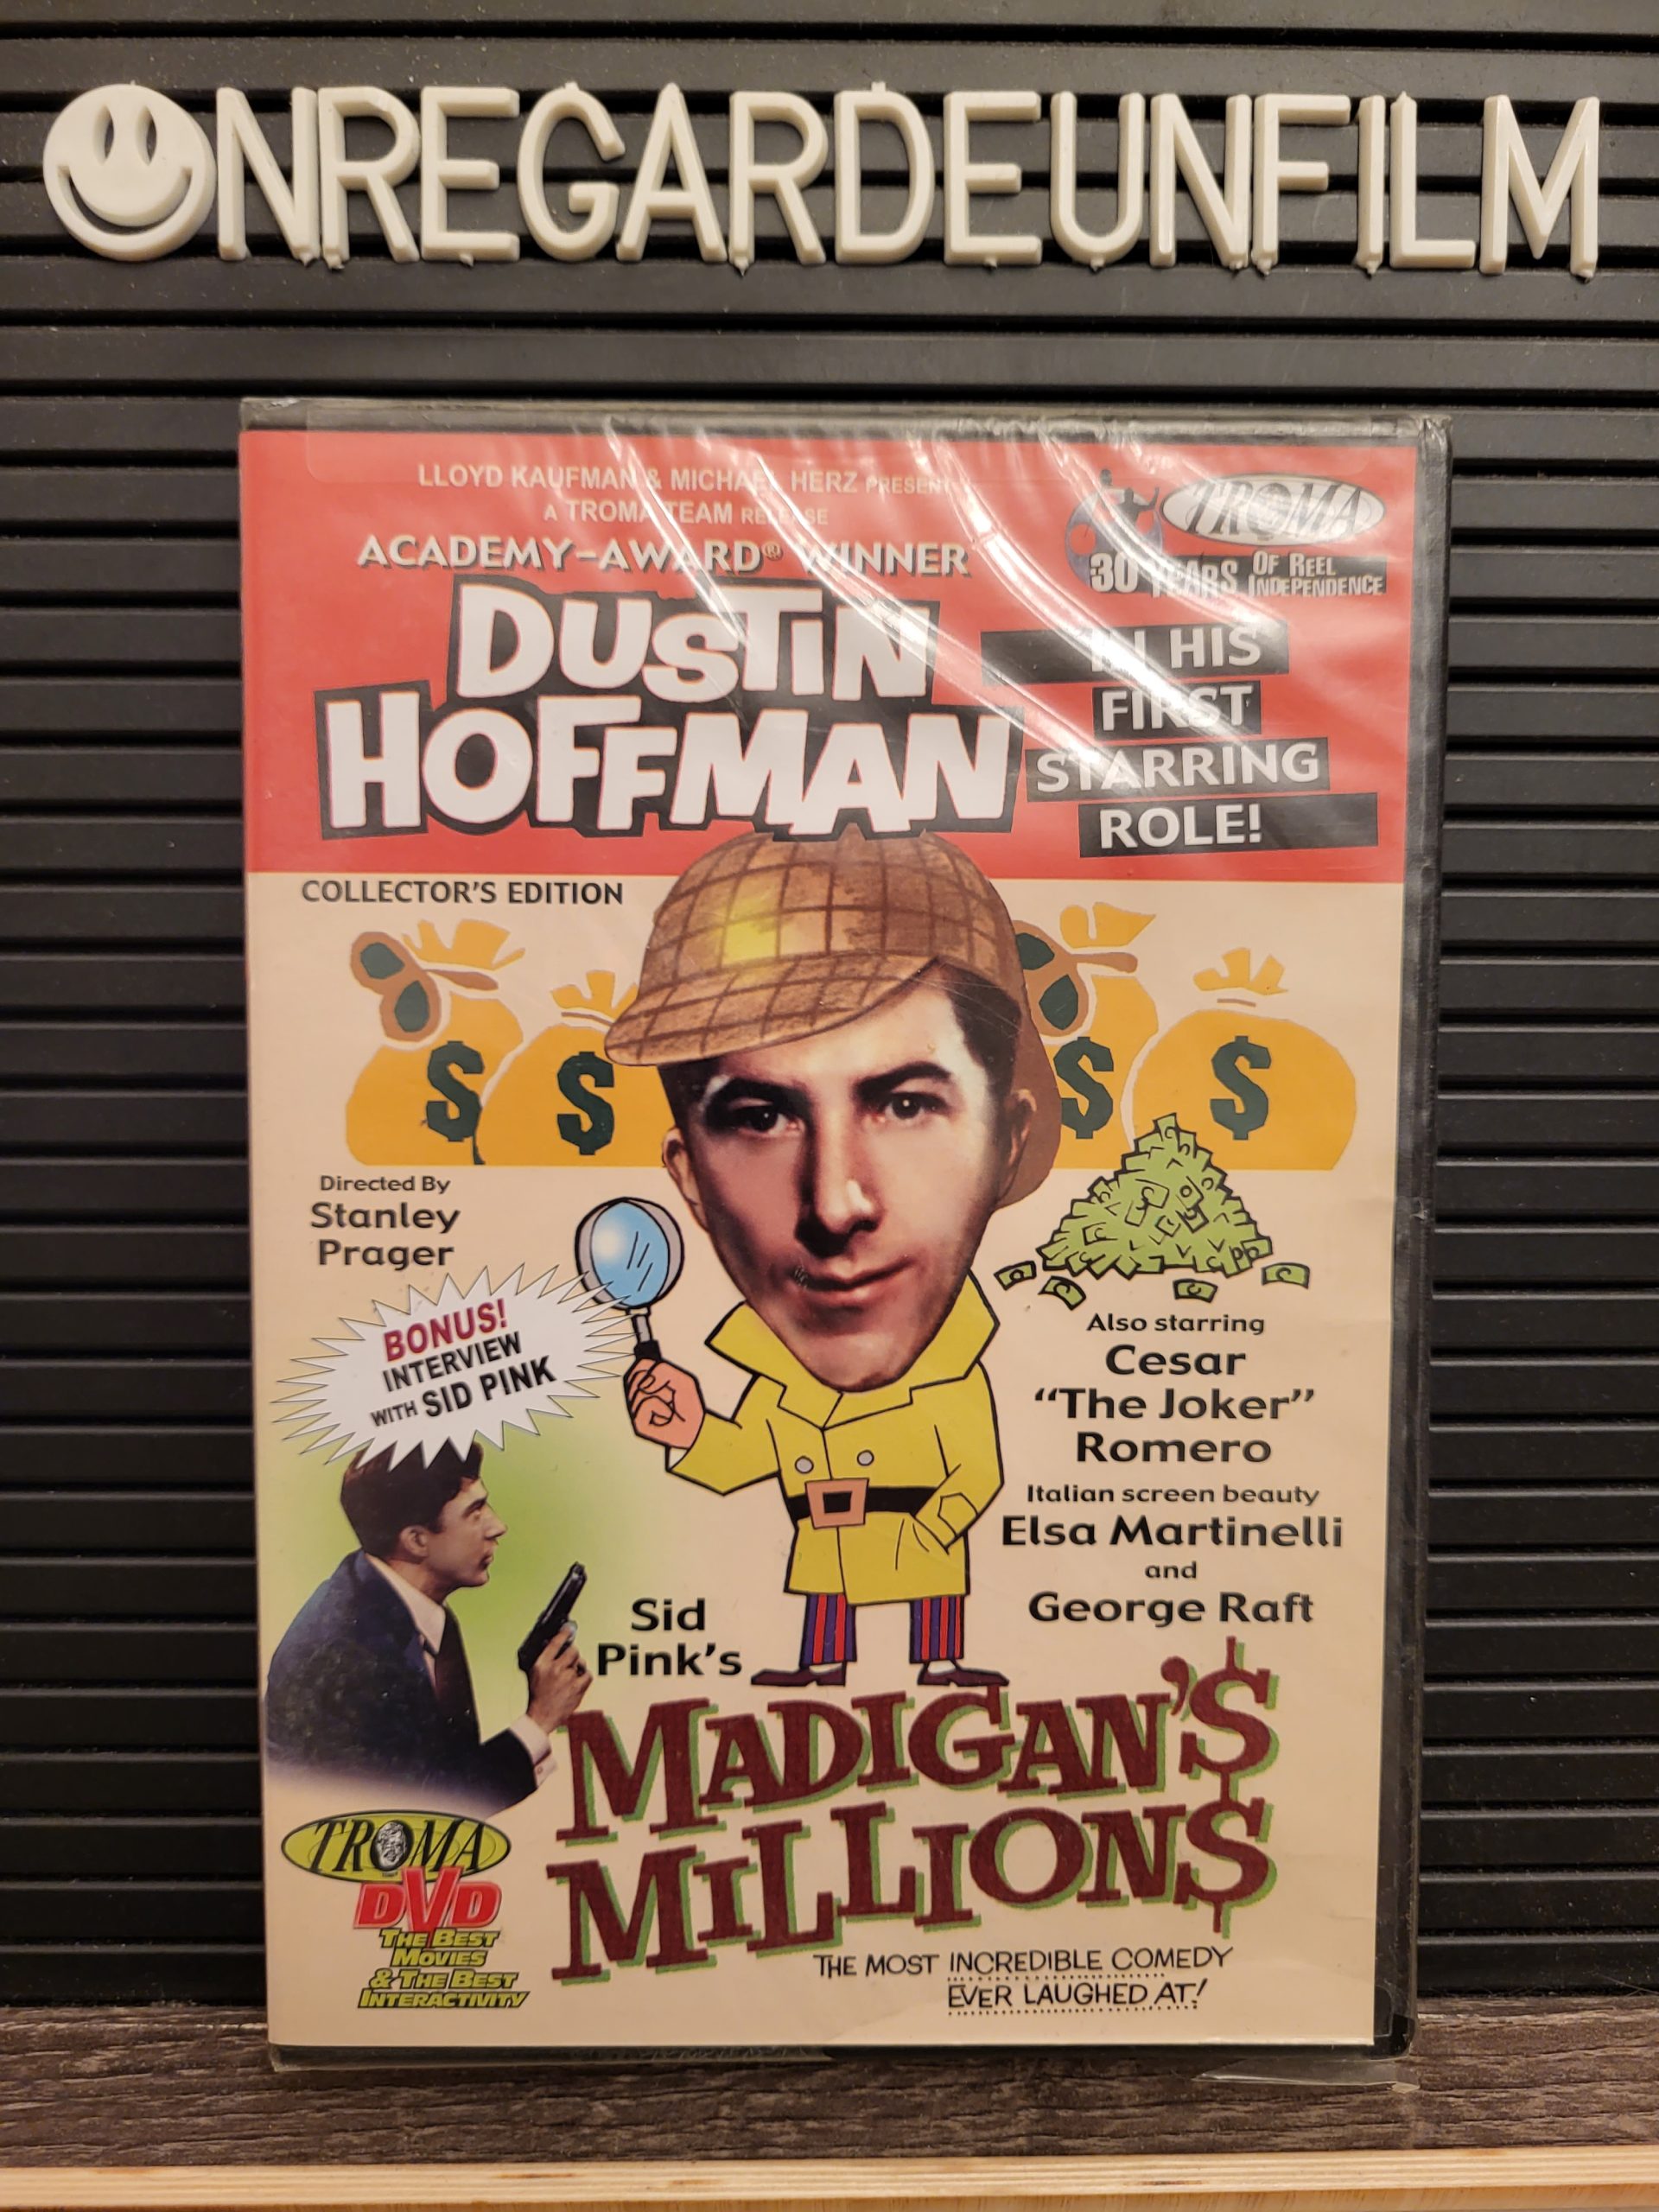 NREGARDEUNFILM
LLOYD KAUFMAN & MICHAEL HERZ PRESENT
A TROMA TEAM RELEASE
ACADEMY-AWARD® WINNER
DUSTIN
HOFFMAN
TROMA
30 YEARS OF REEL
INDEPENDENCE
IN HIS
FIRST
STARRING
ROLE!
COLLECTOR'S EDITION
$ $ $ $
Directed By
Stanley
Prager
BONUS!
INTERVIEW
WITH SID PINK
Also starring
Cesar
“The Joker”
Romero
Italian screen beauty
Elsa Martinelli
and
George Raft
Sid
Pink's
MADIGAN'$
MILLION$
THE MOST INCREDIBLE COMEDY
EVER LAUGHED AT!
TROMA
DVD
THE BEST
MOVIES
& THE BEST
INTERACTIVITY